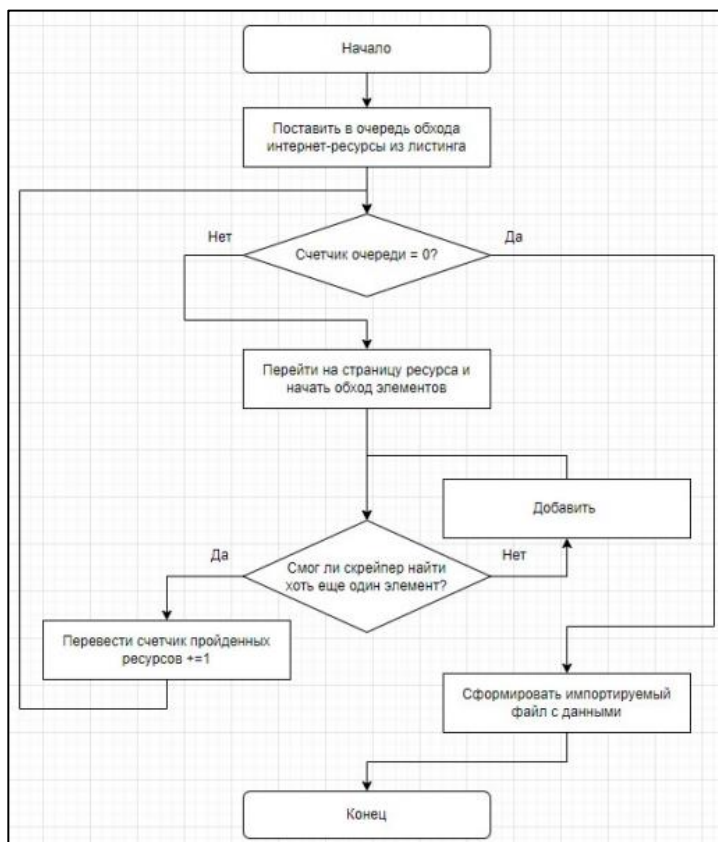 Начало
Поставить в очередь обхода
интернет-ресурсы из листинга
Нет
Да
Счетчик очереди = 0?
Перейти на страницу ресурса и
начать обход элементов
Добавить
Да
Смог ли скрейпер найти
хоть еще один элемент?
Нет
Перевести счетчик пройденных
ресурсов +=1
Сформировать импортируемый
файл с данными
Конец